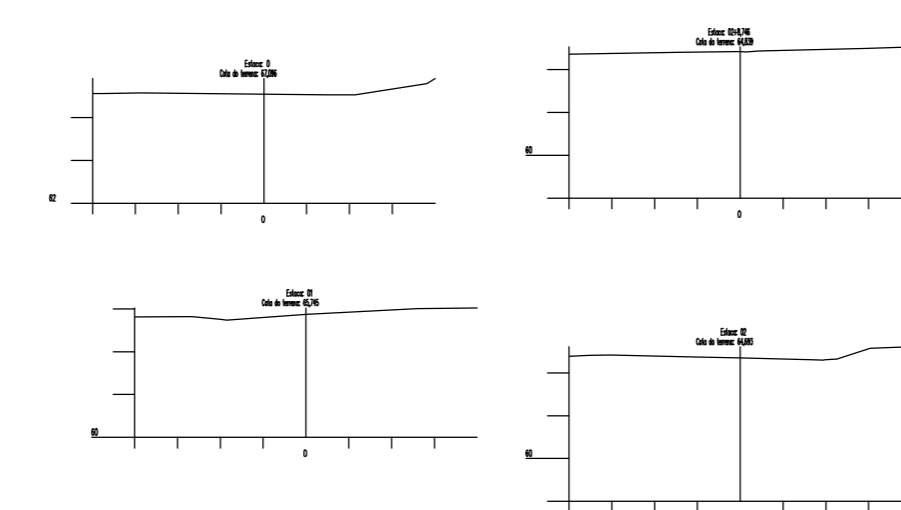 Estaca: 0
Cota do terreno: 67,096
62
0
Estaca: 02+8,746
Cota do terreno: 64,839
60
0
Estaca: 01
Cota do terreno: 65,745
60
0
Estaca: 02
Cota do terreno: 64,693
60